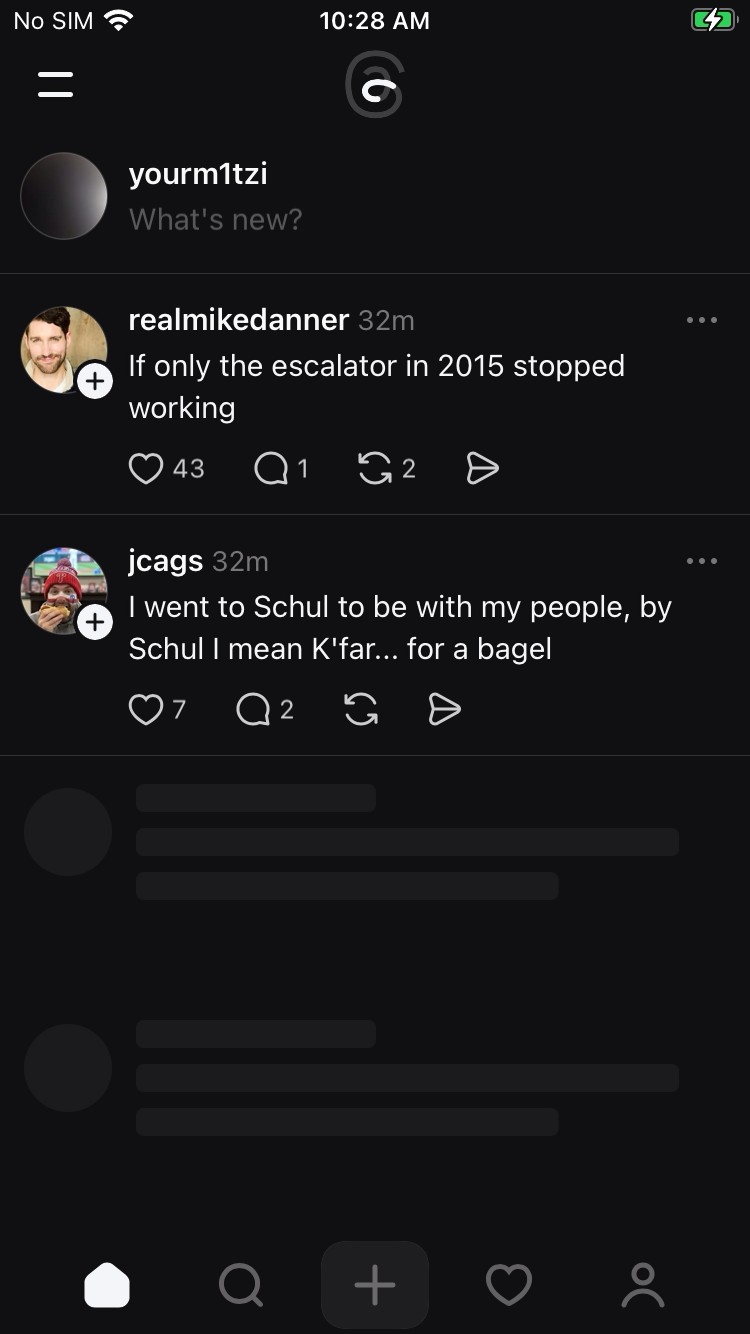 No SIM 10:28 AM
yourm1tzi
What's new?
realmikedanner 32m
If only the escalator in 2015 stopped
working
43 1 2
jcags 32m
I went to Schul to be with my people, by
Schul I mean K'far... for a bagel
7 2